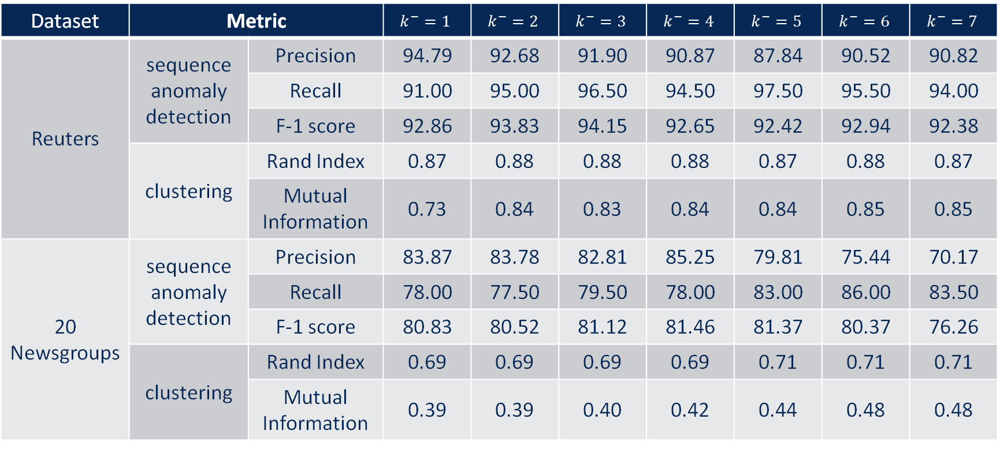 Dataset Metric k⁻ = 1 k⁻ = 2 k⁻ = 3 k⁻ = 4 k⁻ = 5 k⁻ = 6 k⁻ = 7
Reuters
sequence
anomaly
detection
Precision 94.79 92.68 91.90 90.87 87.84 90.52 90.82
Recall 91.00 95.00 96.50 94.50 97.50 95.50 94.00
F-1 score 92.86 93.83 94.15 92.65 92.42 92.94 92.38
clustering
Rand Index 0.87 0.88 0.88 0.88 0.87 0.88 0.87
Mutual
Information 0.73 0.84 0.83 0.84 0.84 0.85 0.85
20
Newsgroups
sequence
anomaly
detection
Precision 83.87 83.78 82.81 85.25 79.81 75.44 70.17
Recall 78.00 77.50 79.50 78.00 83.00 86.00 83.50
F-1 score 80.83 80.52 81.12 81.46 81.37 80.37 76.26
clustering
Rand Index 0.69 0.69 0.69 0.69 0.71 0.71 0.71
Mutual
Information 0.39 0.39 0.40 0.42 0.44 0.48 0.48